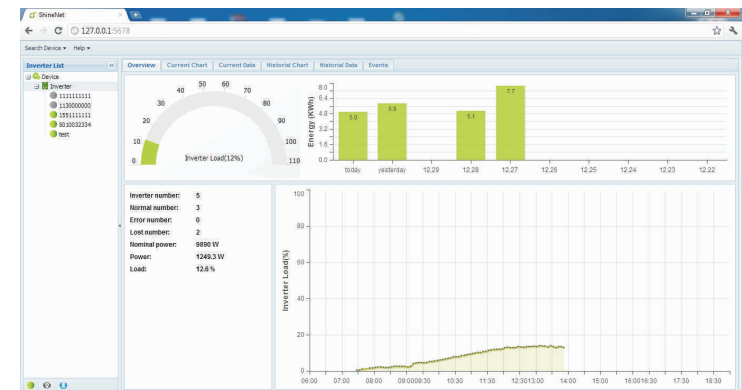 ShineNet
127.0.0.1:5678
Search Device Help
Inverter List
Device
Inverter
1111111111
1130000000
1551111111
5010032334
test
Overview Current Chart Current Data Historial Chart Historial Data Events
0 10 20 30 40 50 60 70 80 90 100 110
Inverter Load(12%)
Energy (KWh)
8.0
6.4
4.8
3.2
1.6
0.0
5.0 5.8 5.1 7.7
today yesterday 12.29 12.28 12.27 12.26 12.25 12.24 12.23 12.22
Inverter number: 5
Normal number: 3
Error number: 0
Lost number: 2
Nominal power: 9890 W
Power: 1249.3 W
Load: 12.6%
Inverter Load(%)
100
80
60
40
20
0
06:00 07:00 08:00 09:0009:30 10:30 11:30 12:3013:00 14:00 15:00 16:0016:30 17:30 18:30